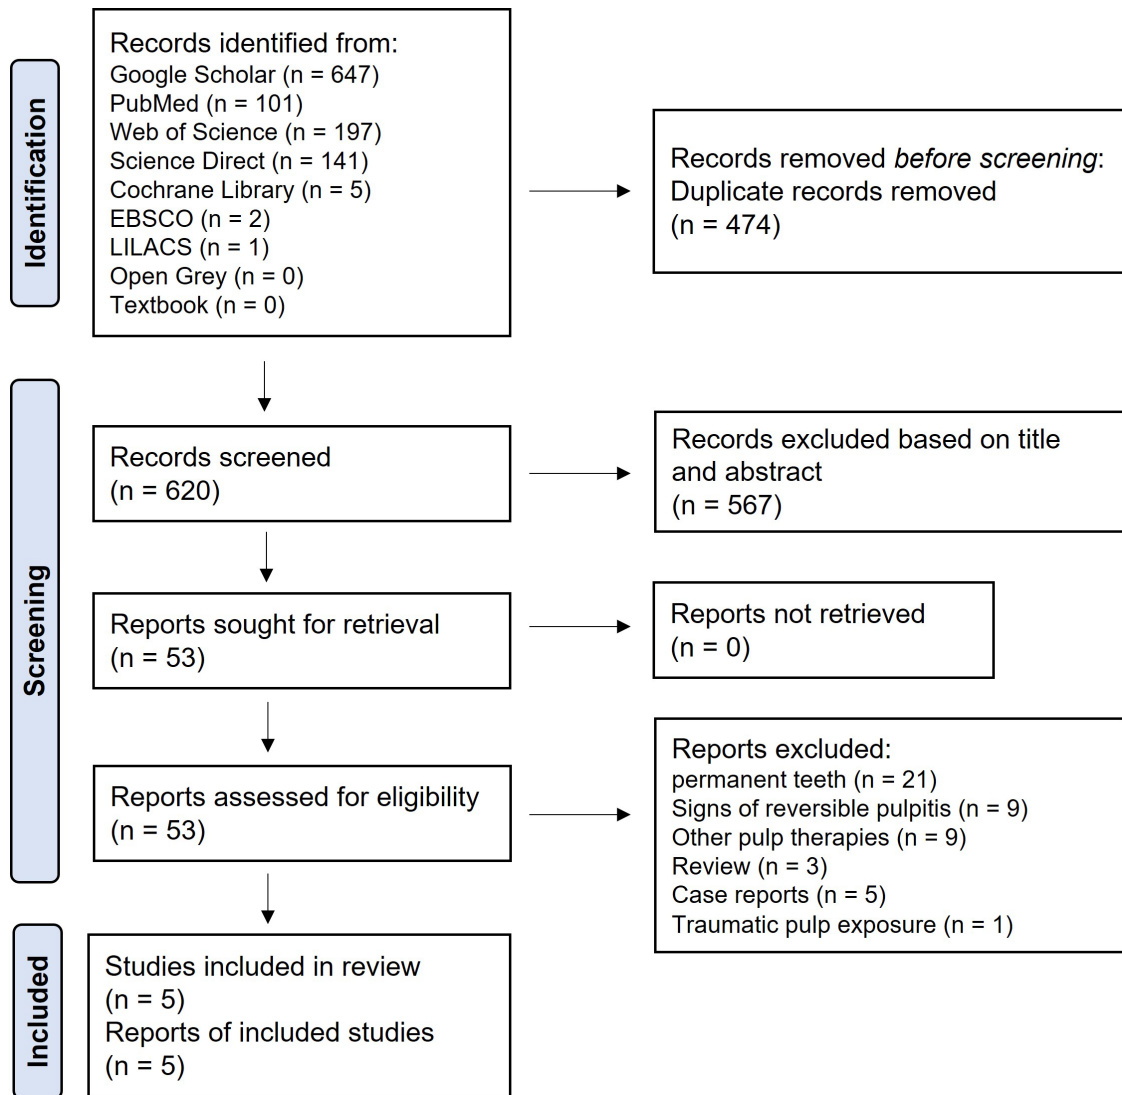 Identification
Records identified from:
Google Scholar (n = 647)
PubMed (n = 101)
Web of Science (n = 197)
Science Direct (n = 141)
Cochrane Library (n = 5)
EBSCO (n = 2)
LILACS (n = 1)
Open Grey (n = 0)
Textbook (n = 0)
Records removed before screening:
Duplicate records removed
(n = 474)
Screening
Records screened
(n = 620)
Records excluded based on title
and abstract
(n = 567)
Reports sought for retrieval
(n = 53)
Reports not retrieved
(n = 0)
Reports assessed for eligibility
(n = 53)
Reports excluded:
permanent teeth (n = 21)
Signs of reversible pulpitis (n = 9)
Other pulp therapies (n = 9)
Review (n = 3)
Case reports (n = 5)
Traumatic pulp exposure (n = 1)
Included
Studies included in review
(n = 5)
Reports of included studies
(n = 5)